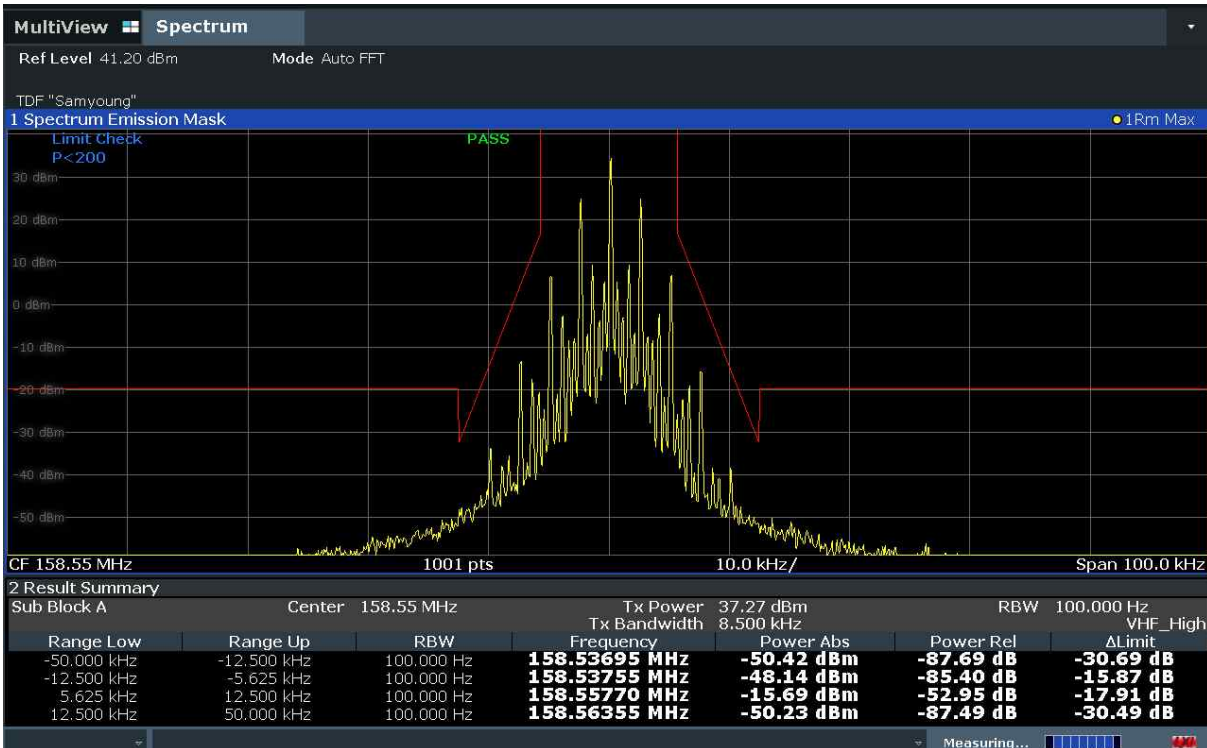 MultiView Spectrum
Ref Level 41.20 dBm Mode Auto FFT
TDF "Samyoung"
1 Spectrum Emission Mask 1Rm Max
Limit Check PASS
P<200
30 dBm
20 dBm
10 dBm
0 dBm
-10 dBm
-20 dBm
-30 dBm
-40 dBm
-50 dBm
CF 158.55 MHz 1001 pts 10.0 kHz/ Span 100.0 kHz
2 Result Summary
Sub Block A Center 158.55 MHz Tx Power 37.27 dBm RBW 100.000 Hz
Tx Bandwidth 8.500 kHz VHF_High
Range Low Range Up RBW Frequency Power Abs Power Rel ΔLimit
-50.000 kHz -12.500 kHz 100.000 Hz 158.53695 MHz -50.42 dBm -87.69 dB -30.69 dB
-12.500 kHz -5.625 kHz 100.000 Hz 158.53755 MHz -48.14 dBm -85.40 dB -15.87 dB
5.625 kHz 12.500 kHz 100.000 Hz 158.55770 MHz -15.69 dBm -52.95 dB -17.91 dB
12.500 kHz 50.000 kHz 100.000 Hz 158.56355 MHz -50.23 dBm -87.49 dB -30.49 dB
Measuring...